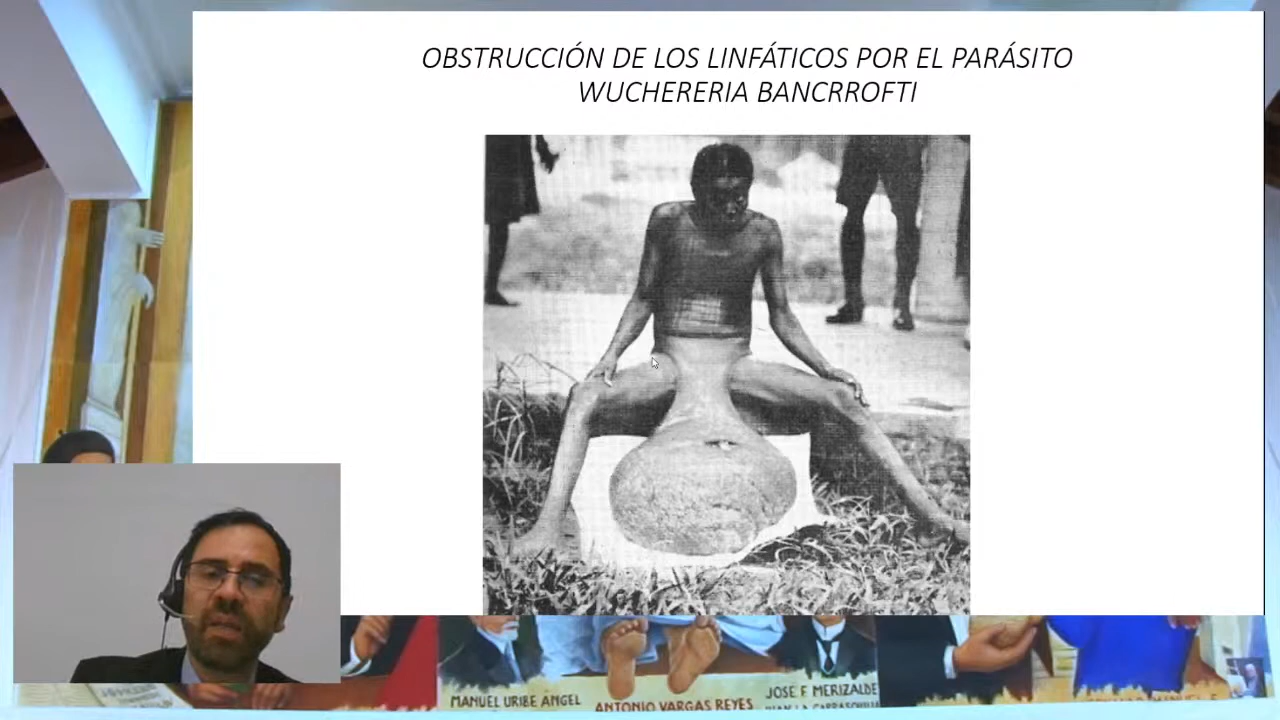 OBSTRUCCIÓN DE LOS LINFÁTICOS POR EL PARÁSITO
WUCHERERIA BANCRROFTI
MANUEL URIBE ANGEL
ANTONIO VARGAS REYES
JOSE F. MERIZALDE